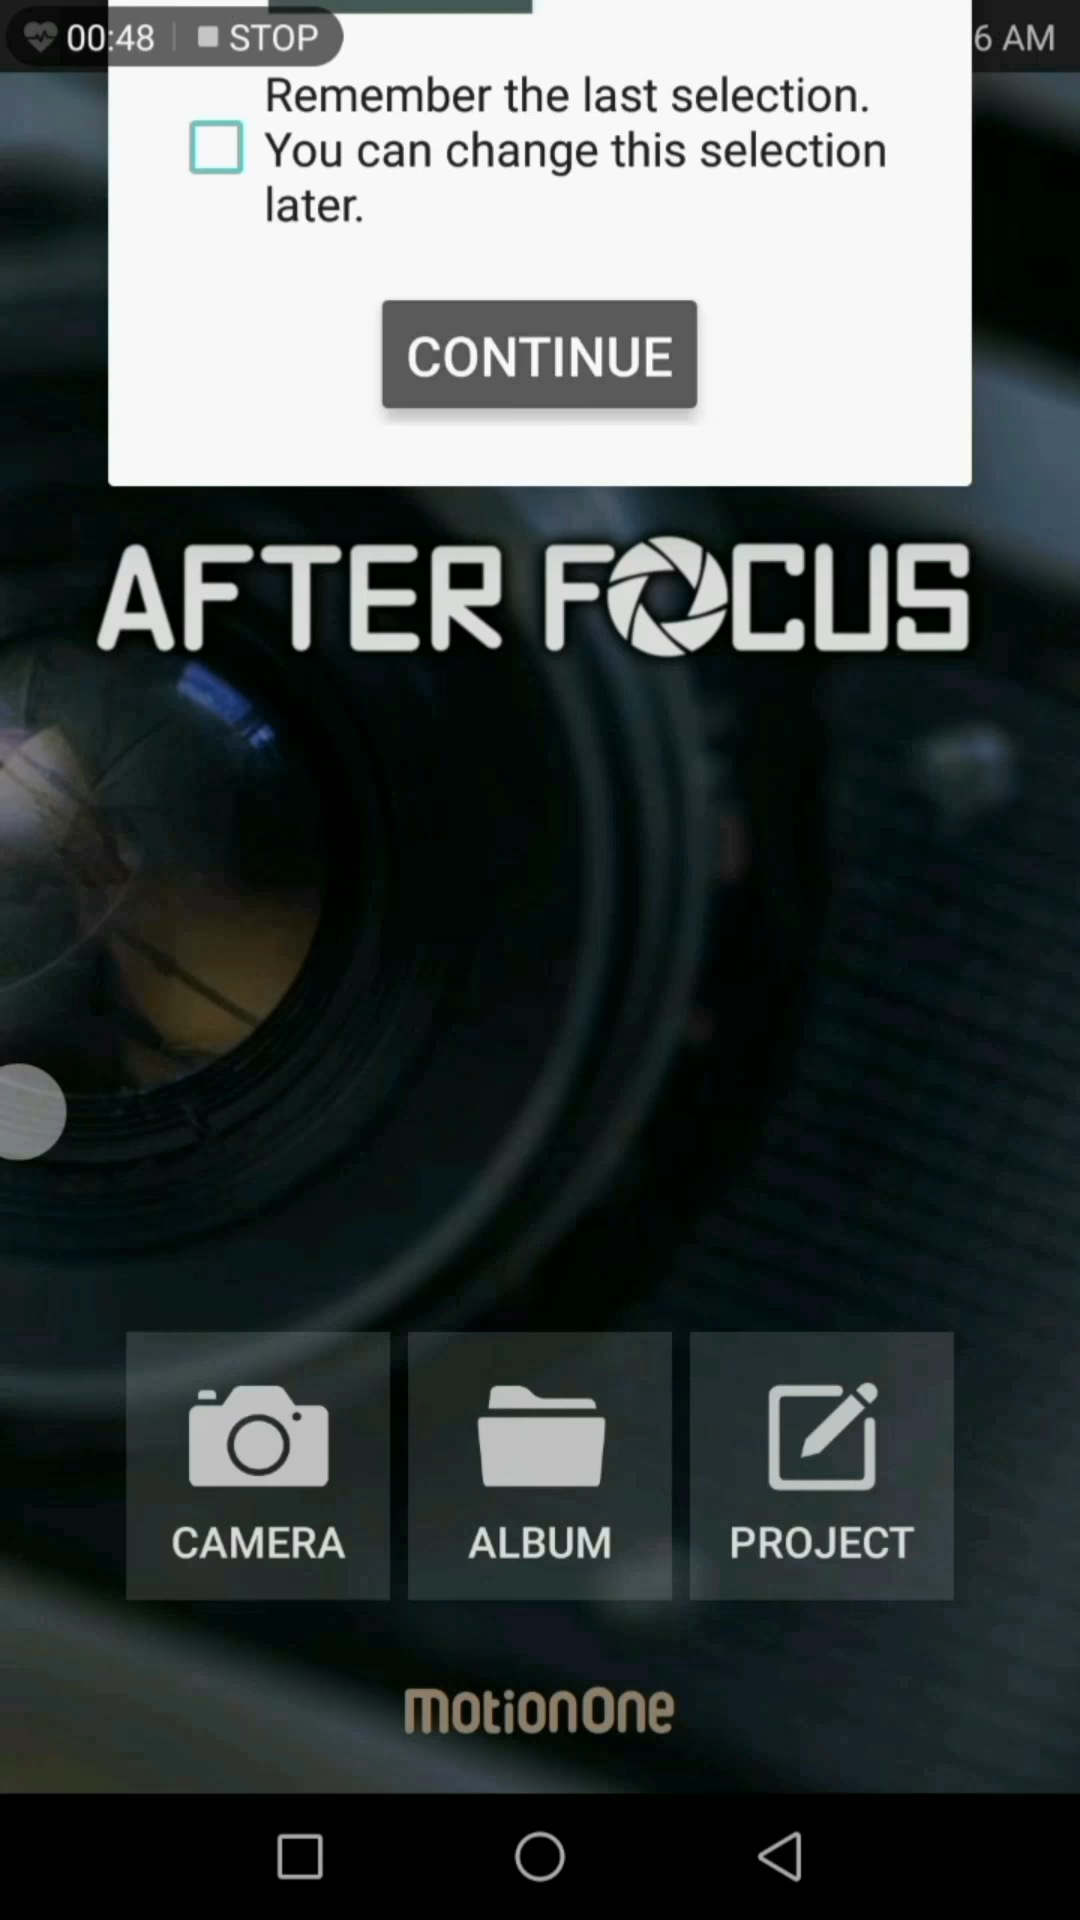 00:48 STOP
6 AM
Remember the last selection.
You can change this selection
later.
CONTINUE
AFTER FOCUS
CAMERA
ALBUM
PROJECT
MotionOne